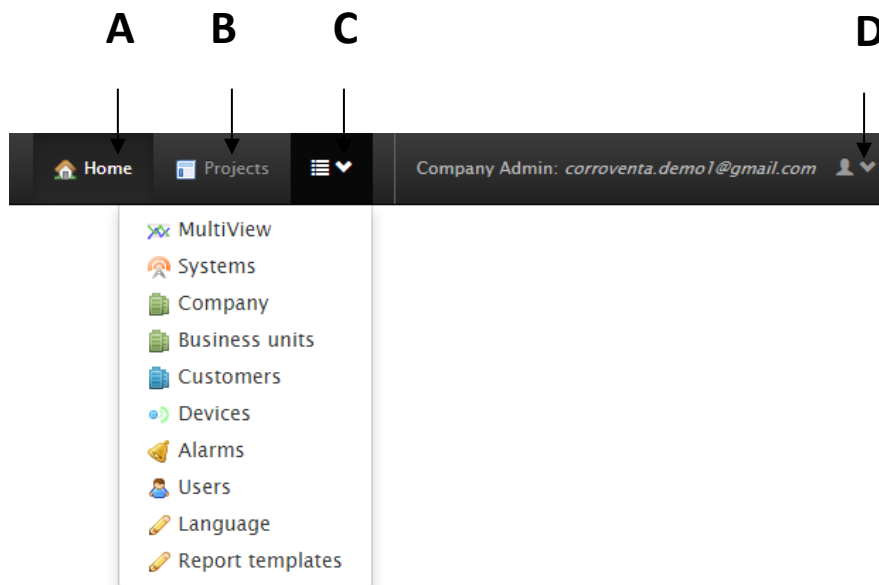 A B C D
Home Projects Company Admin: corroventa.demo1@gmail.com
MultiView
Systems
Company
Business units
Customers
Devices
Alarms
Users
Language
Report templates